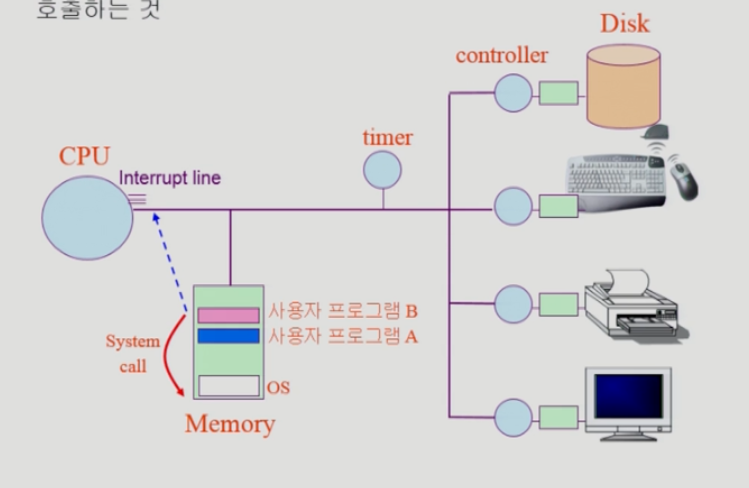 호출하는 것
Disk
controller
timer
CPU
Interrupt line
사용자 프로그램 B
사용자 프로그램 A
System
call
OS
Memory